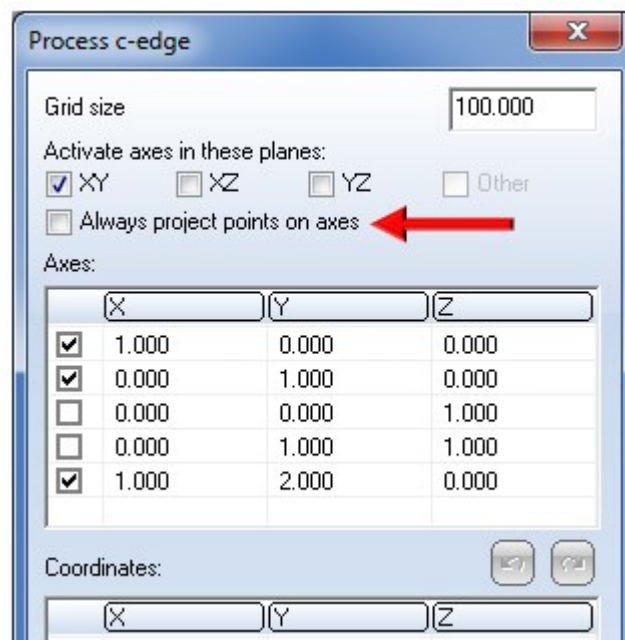 Process c-edge
Grid size 100.000
Activate axes in these planes:
XY XZ YZ Other
Always project points on axes
Axes:
X Y Z
1.000 0.000 0.000
0.000 1.000 0.000
0.000 0.000 1.000
0.000 1.000 1.000
1.000 2.000 0.000
Coordinates:
X Y Z